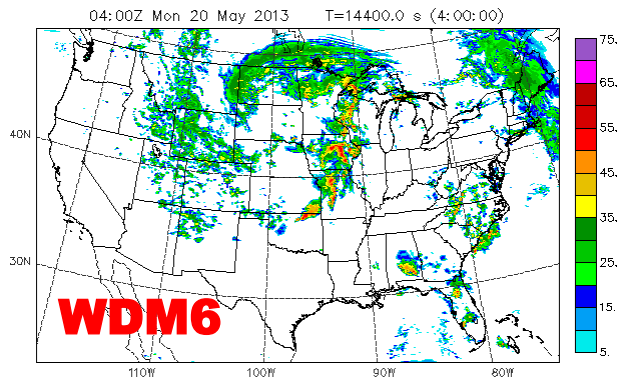 04:00Z Mon 20 May 2013 T=14400.0 s (4:00:00)
75.
65.
55.
45.
35.
25.
15.
5.
40N
30N
WDM6
110W
100W
90W
80W